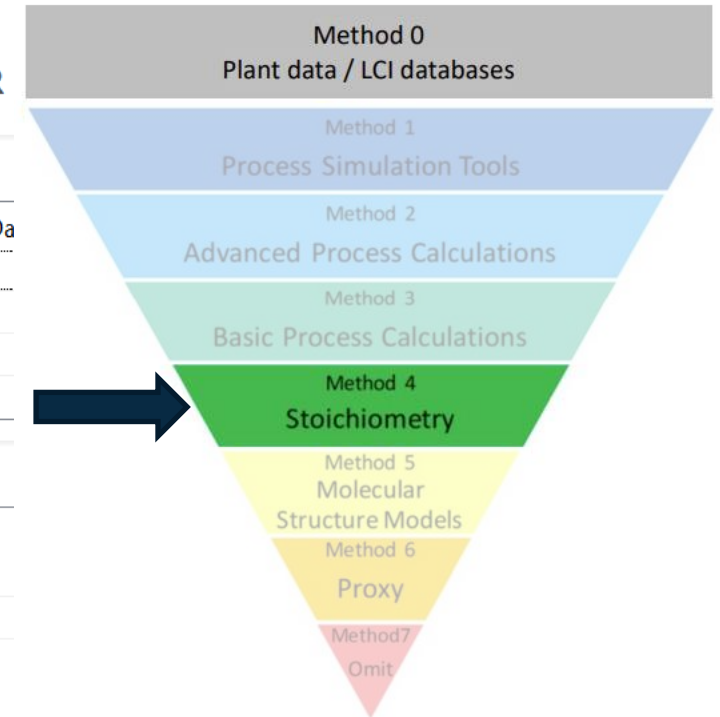 Method 0
Plant data / LCI databases
Method 1
Process Simulation Tools
Method 2
Advanced Process Calculations
Method 3
Basic Process Calculations
Method 4
Stoichiometry
Method 5
Molecular
Structure Models
Method 6
Proxy
Method7
Omit